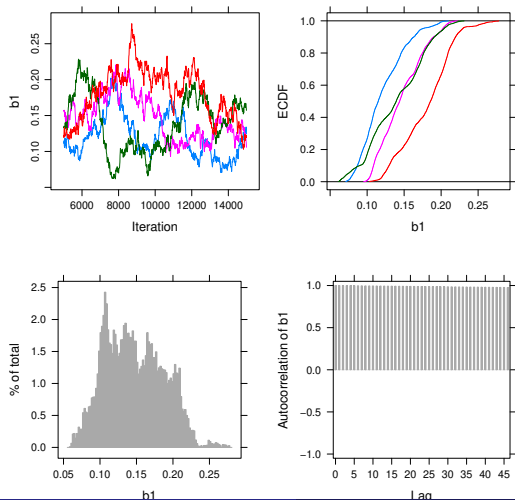 b1
0.10 0.15 0.20 0.25
6000 8000 10000 12000 14000
Iteration
ECDF
0.0 0.2 0.4 0.6 0.8 1.0
0.10 0.15 0.20 0.25
b1
% of total
0.0 0.5 1.0 1.5 2.0 2.5
0.05 0.10 0.15 0.20 0.25
b1
Autocorrelation of b1
−1.0 −0.5 0.0 0.5 1.0
0 5 10 15 20 25 30 35 40 45
Lag